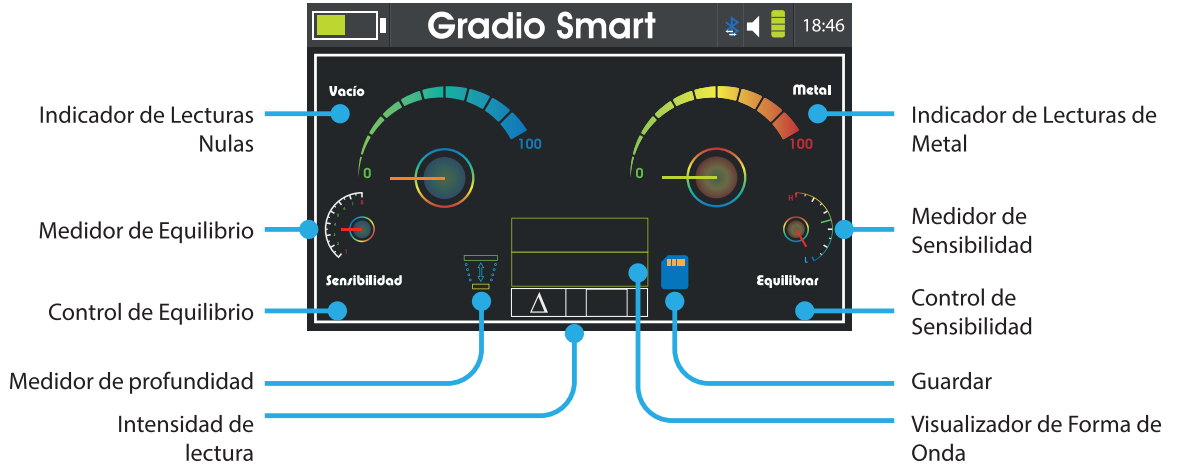 Gradio Smart
18:46
Vacío
Metal
Indicador de Lecturas
Nulas
Indicador de Lecturas de
Metal
100
100
0
0
H
Medidor de Equilibrio
Medidor de
Sensibilidad
L
Sensibilidad
Equilibrar
Control de Equilibrio
Control de
Sensibilidad
Δ
Medidor de profundidad
Guardar
Intensidad de
lectura
Visualizador de Forma de
Onda